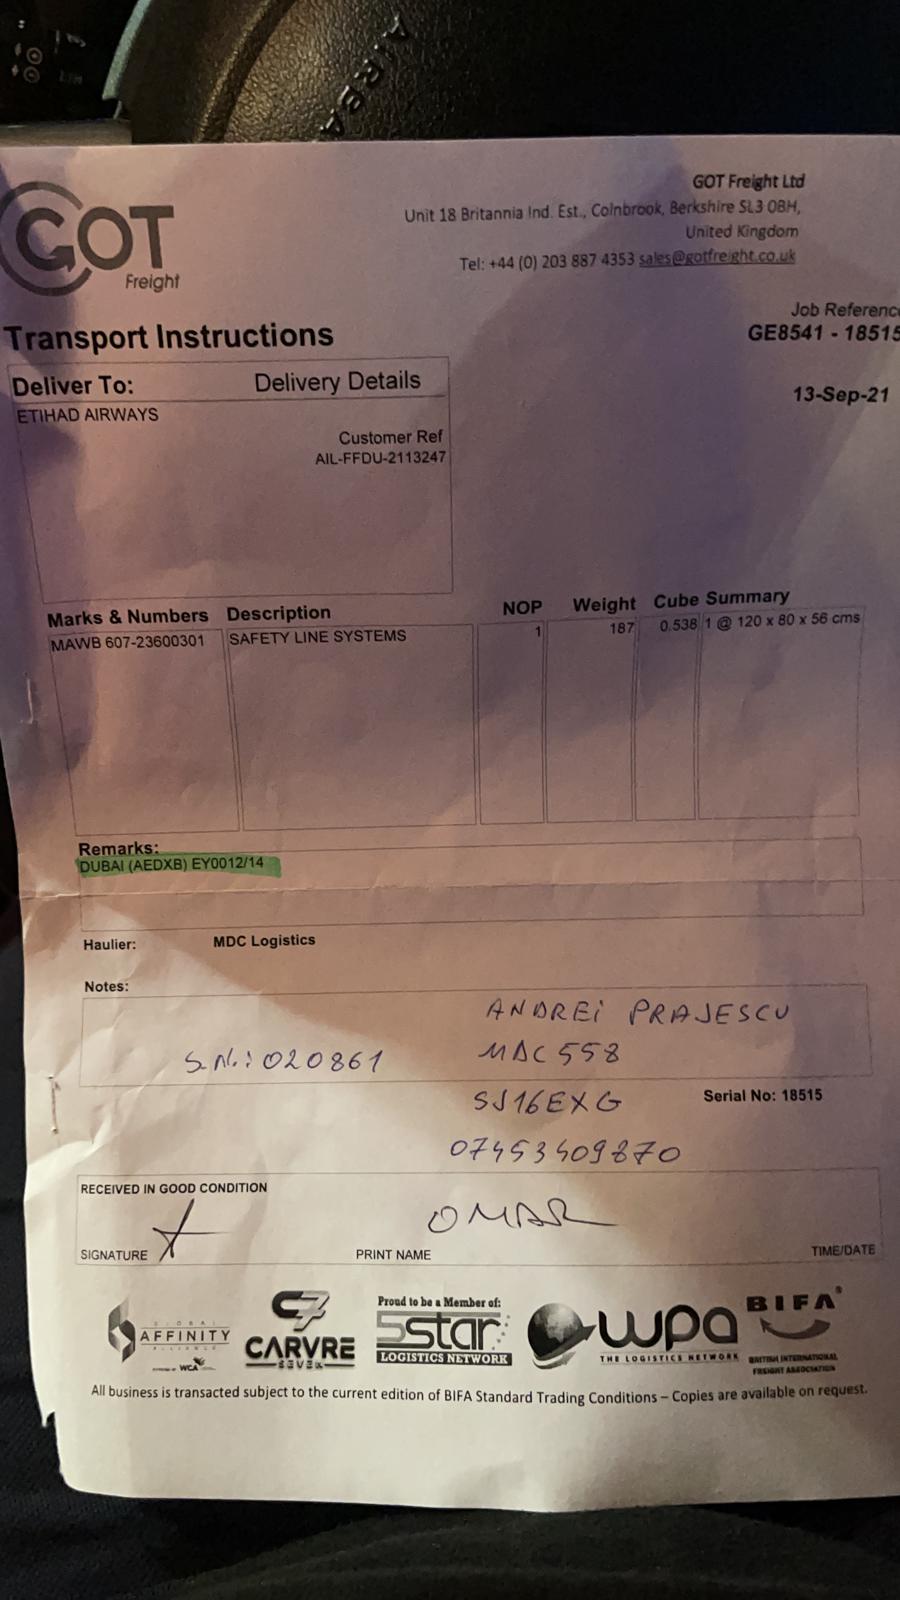 AIRBA
GOT
Freight
GOT Freight Ltd
Unit 18 Britannia Ind. Est., Colnbrook, Berkshire SL3 0BH,
United Kingdom
Tel: +44 (0) 203 887 4353 sales@gotfreight.co.uk
Job Referenc
GE8541 - 18515
Transport Instructions
13-Sep-21
Deliver To: Delivery Details
ETIHAD AIRWAYS
Customer Ref
AIL-FFDU-2113247
Marks & Numbers Description NOP Weight Cube Summary
MAWB 607-23600301 SAFETY LINE SYSTEMS 1 187 0.538 1 @ 120 x 80 x 56 cms
Remarks:
DUBAI (AEDXB) EY0012/14
Haulier: MDC Logistics
Notes:
ANDREI PRAJESCU
S.N.: 020861 MDC 558
SJ16EXG Serial No: 18515
07453409870
RECEIVED IN GOOD CONDITION
OMAR
SIGNATURE PRINT NAME TIME/DATE
GLOBAL
AFFINITY
ALLIANCE
WCA
C7
CARVRE
SEVEN
Proud to be a Member of:
5star
LOGISTICS NETWORK
wpa
THE LOGISTICS NETWORK
BIFA
BRITISH INTERNATIONAL
FREIGHT ASSOCIATION
All business is transacted subject to the current edition of BIFA Standard Trading Conditions – Copies are available on request.